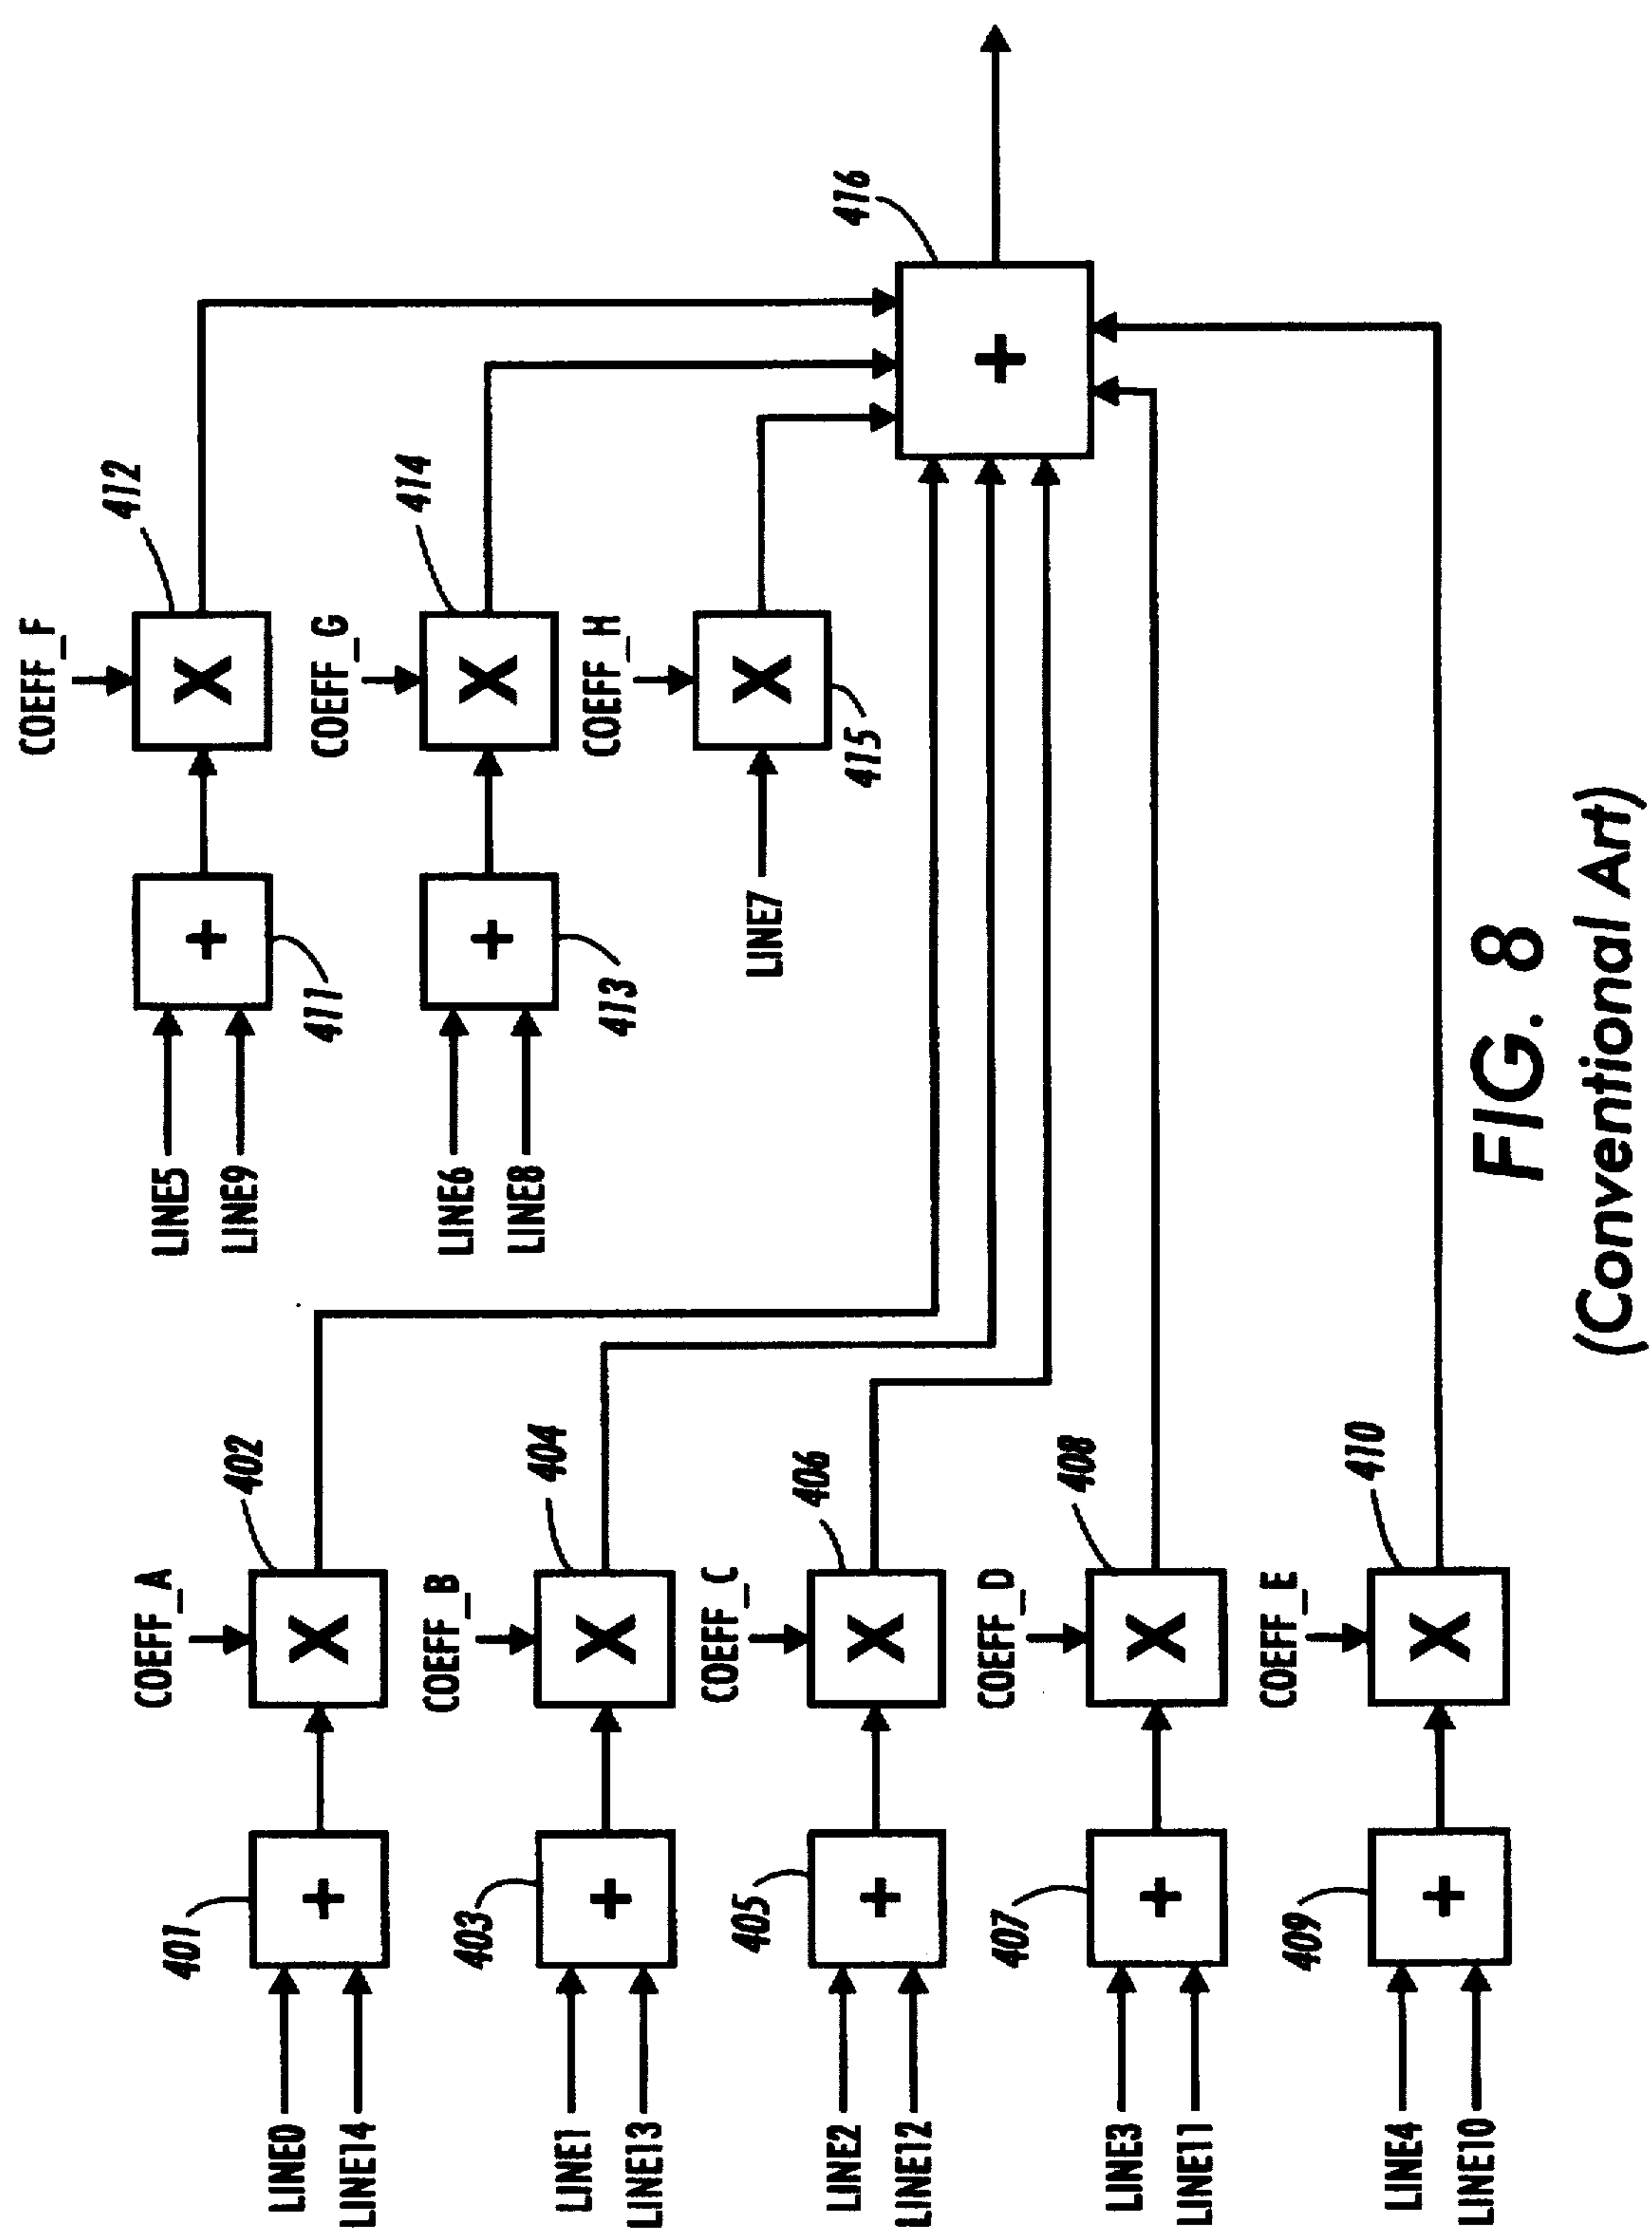 COEFF_F
412
X
LINE5
LINE9
+
411
COEFF_G
414
X
LINE6
LINE8
+
413
COEFF_H
X
415
LINE7
416
+
COEFF_A
402
X
401
+
LINE0
LINE14
COEFF_B
404
X
403
+
LINE1
LINE13
COEFF_C
406
X
405
+
LINE2
LINE12
COEFF_D
408
X
407
+
LINE3
LINE11
COEFF_E
410
X
409
+
LINE4
LINE10
FIG. 8
(Conventional Art)